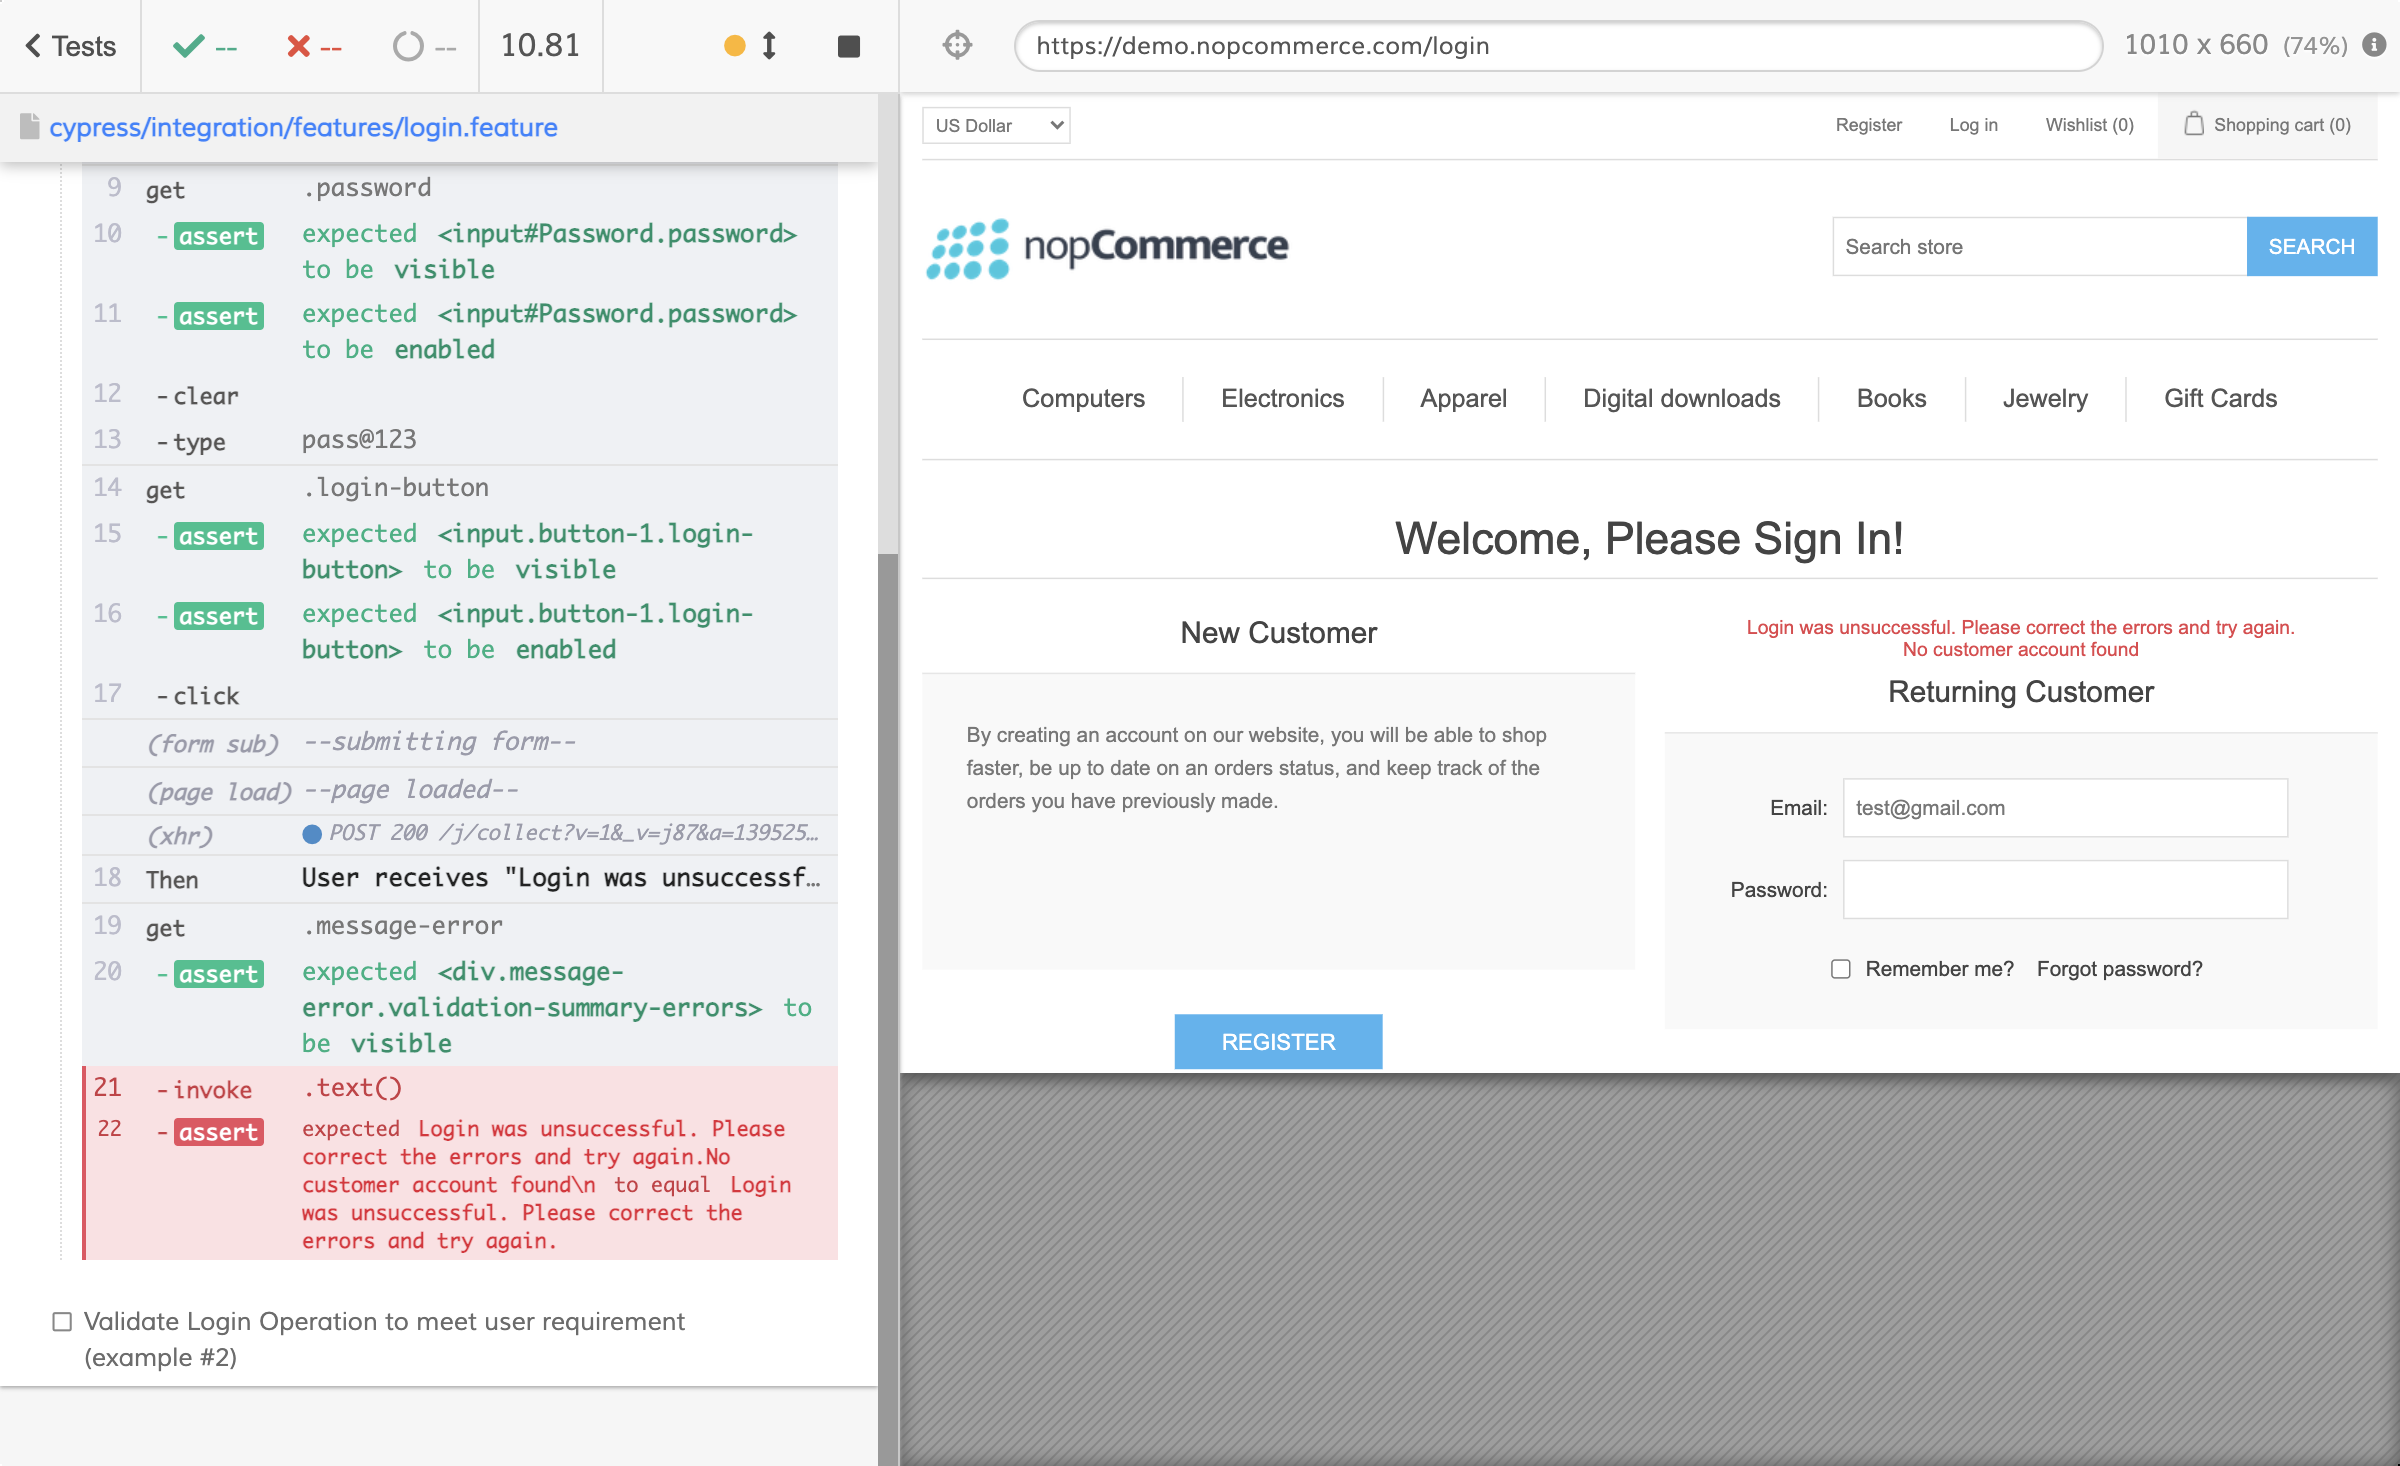 Tests
--
--
--
10.81
https://demo.nopcommerce.com/login
1010 x 660 (74%)
cypress/integration/features/login.feature
9 get .password
10 -assert expected <input#Password.password>
to be visible
11 -assert expected <input#Password.password>
to be enabled
12 -clear
13 -type pass@123
14 get .login-button
15 -assert expected <input.button-1.login-
button> to be visible
16 -assert expected <input.button-1.login-
button> to be enabled
17 -click
(form sub) --submitting form--
(page load) --page loaded--
(xhr) POST 200 /j/collect?v=1&_v=j87&a=139525…
18 Then User receives "Login was unsuccessf…
19 get .message-error
20 -assert expected <div.message-
error.validation-summary-errors> to
be visible
21 -invoke .text()
22 -assert expected Login was unsuccessful. Please
correct the errors and try again.No
customer account found\n to equal Login
was unsuccessful. Please correct the
errors and try again.
Validate Login Operation to meet user requirement
(example #2)
US Dollar
Register
Log in
Wishlist (0)
Shopping cart (0)
nopCommerce
Search store
SEARCH
Computers
Electronics
Apparel
Digital downloads
Books
Jewelry
Gift Cards
Welcome, Please Sign In!
New Customer
By creating an account on our website, you will be able to shop
faster, be up to date on an orders status, and keep track of the
orders you have previously made.
REGISTER
Login was unsuccessful. Please correct the errors and try again.
No customer account found
Returning Customer
Email: test@gmail.com
Password:
Remember me? Forgot password?